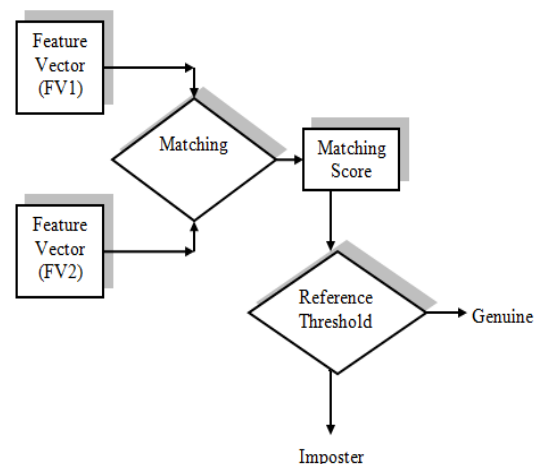 Feature
Vector
(FV1)
Matching
Matching
Score
Feature
Vector
(FV2)
Reference
Threshold
Genuine
Imposter